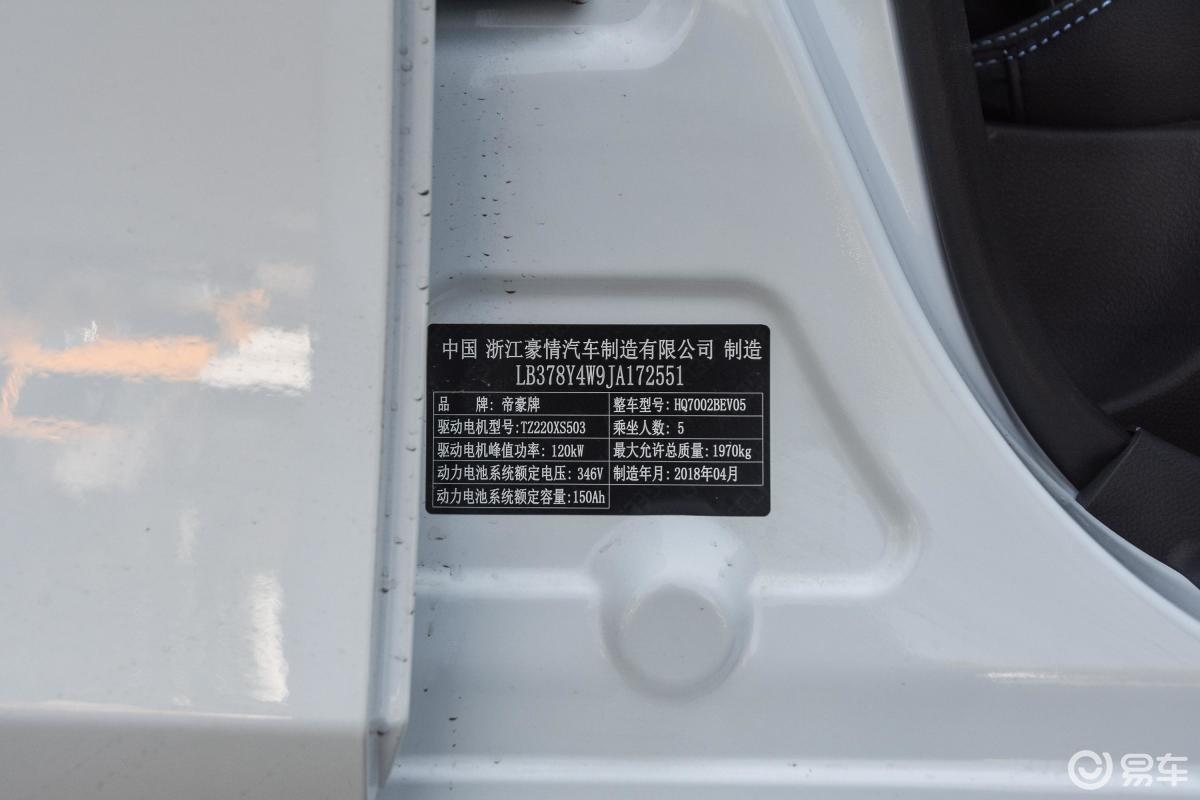 中国 浙江豪情汽车制造有限公司 制造
LB378Y4W9JA172551
品 牌: 帝豪牌 整车型号: HQ7002BEV05
驱动电机型号: TZ220XS503 乘坐人数: 5
驱动电机峰值功率: 120kW 最大允许总质量: 1970kg
动力电池系统额定电压: 346V 制造年月: 2018年04月
动力电池系统额定容量: 150Ah
易车